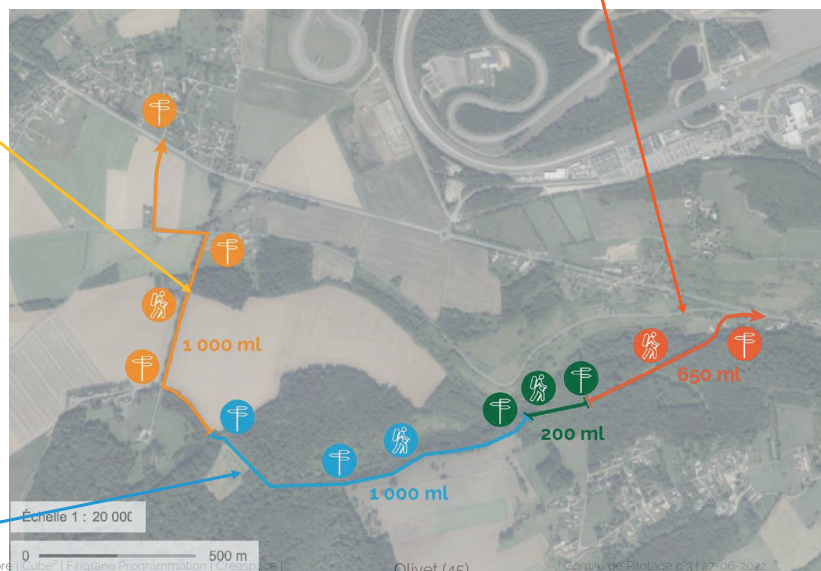 1 000 ml
650 ml
200 ml
1 000 ml
Échelle 1 : 20 000
0 500 m
Cube² | Filigrane Programmation | Creaspace |
Olivet (45)
Comité de Pilotage n°3 | 27-06-2022